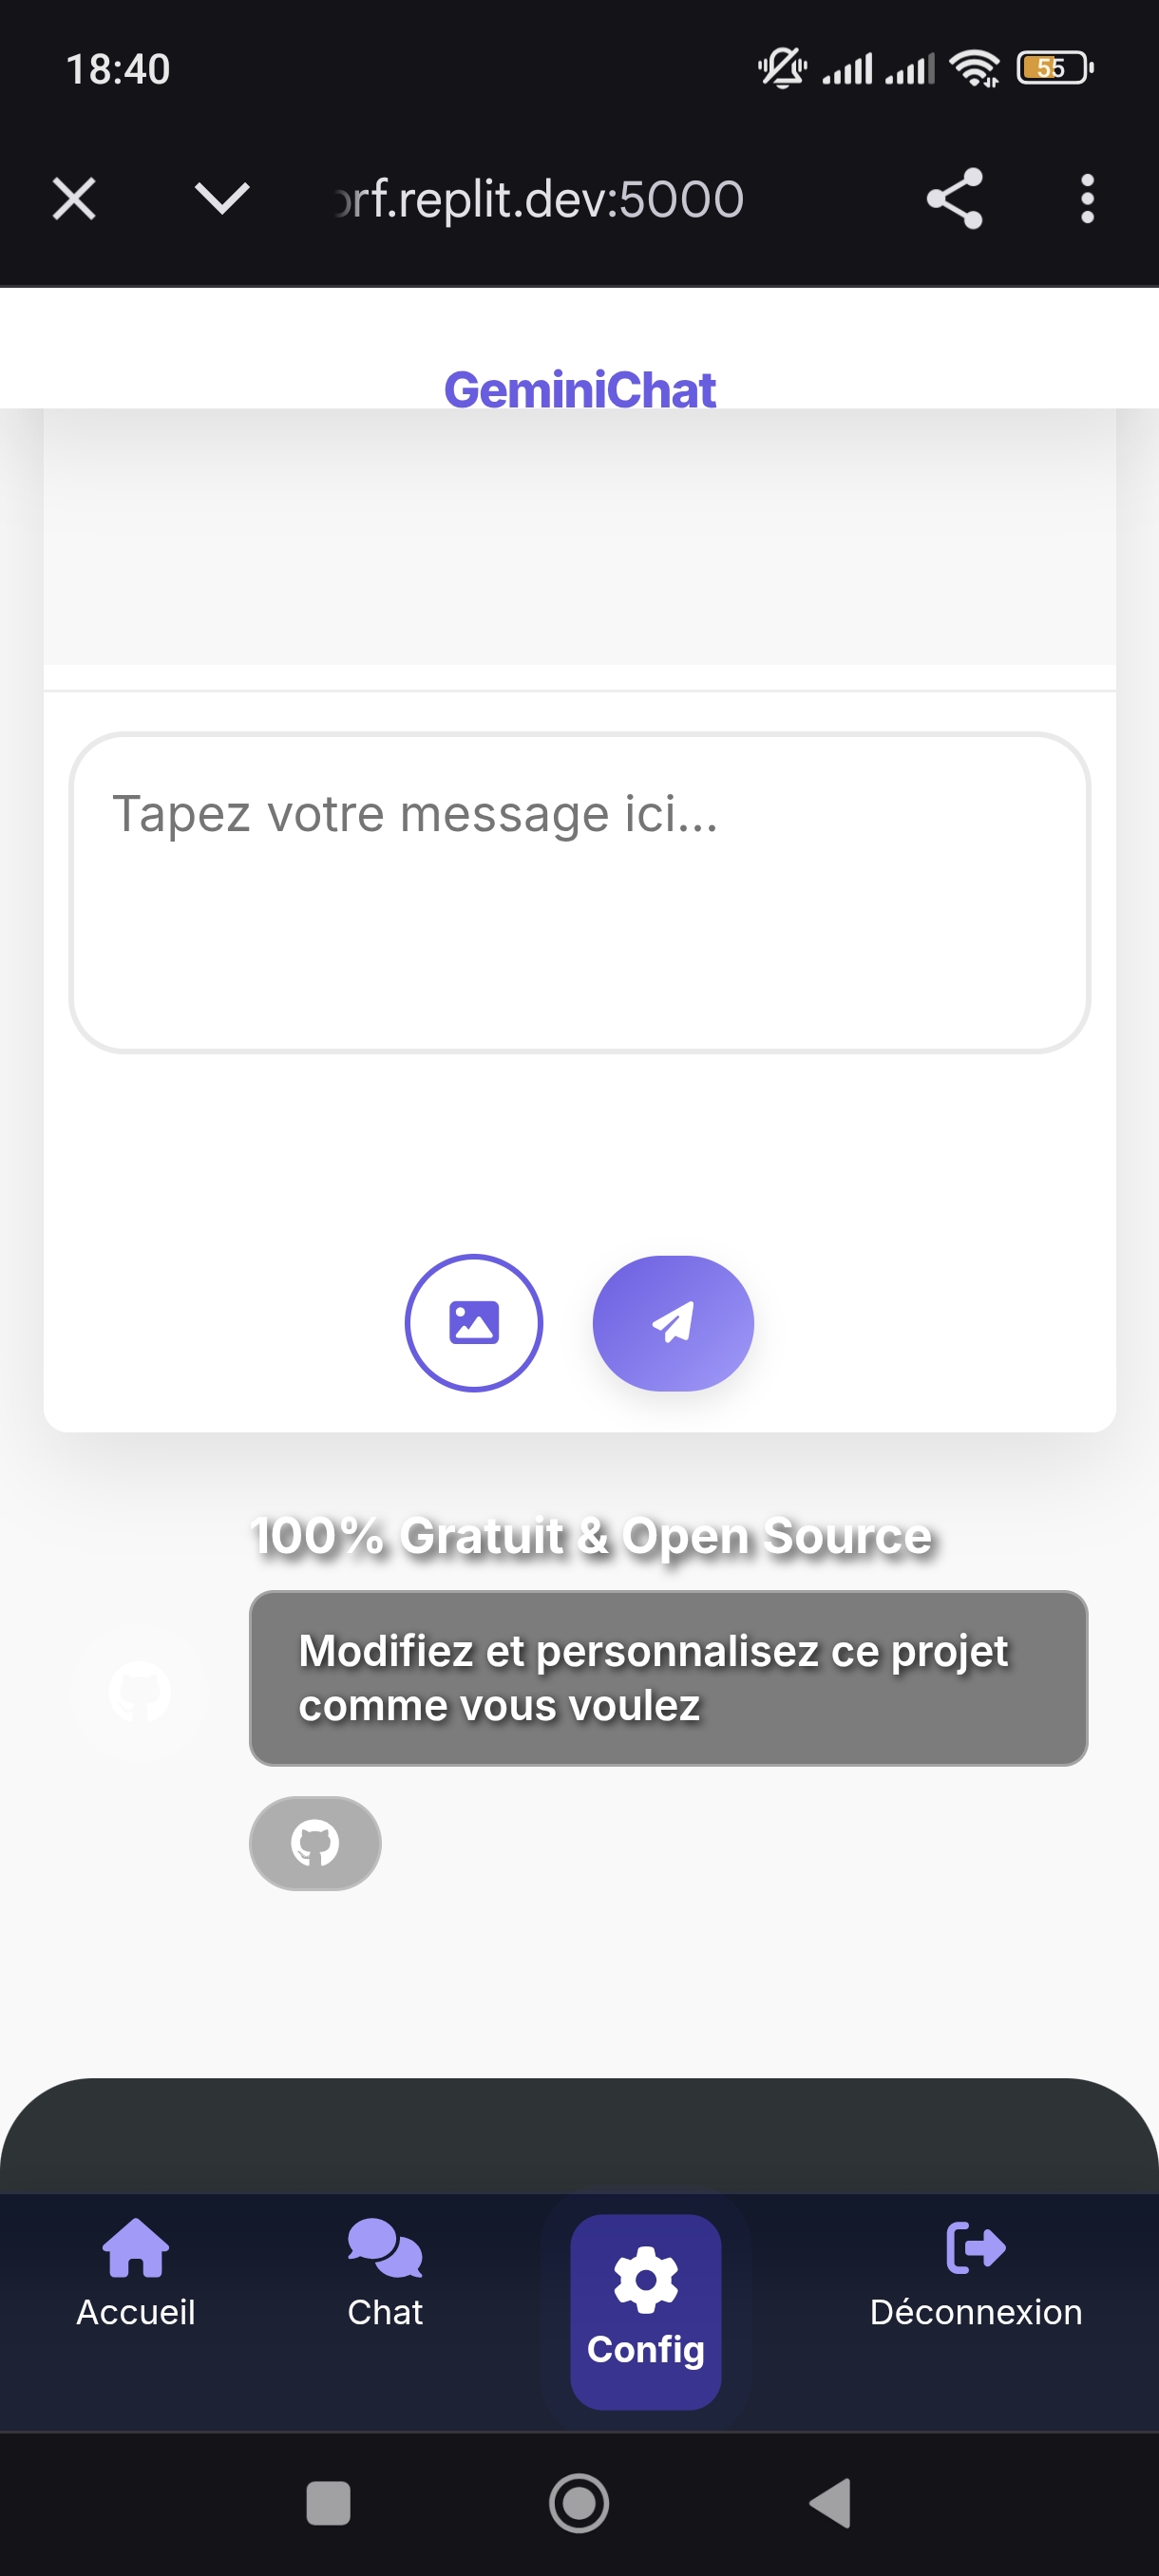 18:40
55
rf.replit.dev:5000
GeminiChat
Tapez votre message ici...
100% Gratuit & Open Source
Modifiez et personnalisez ce projet
comme vous voulez
Accueil
Chat
Config
Déconnexion